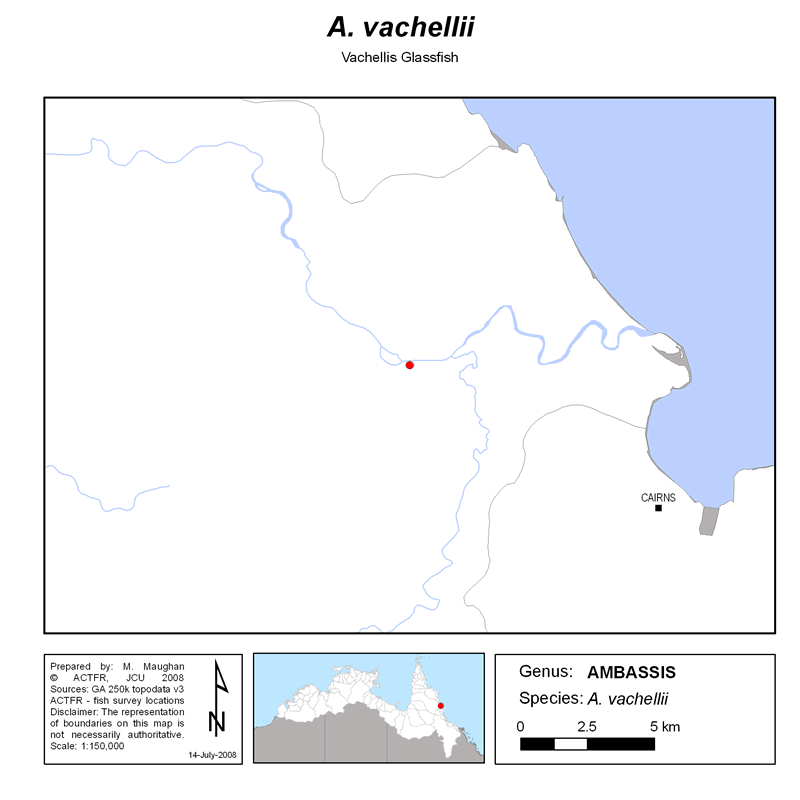 A. vachellii
Vachellis Glassfish
CAIRNS
Prepared by: M. Maughan
© ACTFR, JCU 2008
Sources: GA 250k topodata v3
ACTFR - fish survey locations
Disclaimer: The representation
of boundaries on this map is
not necessarily authoritative.
Scale: 1:150,000
N
14-July-2008
Genus: AMBASSIS
Species: A. vachellii
0 2.5 5 km